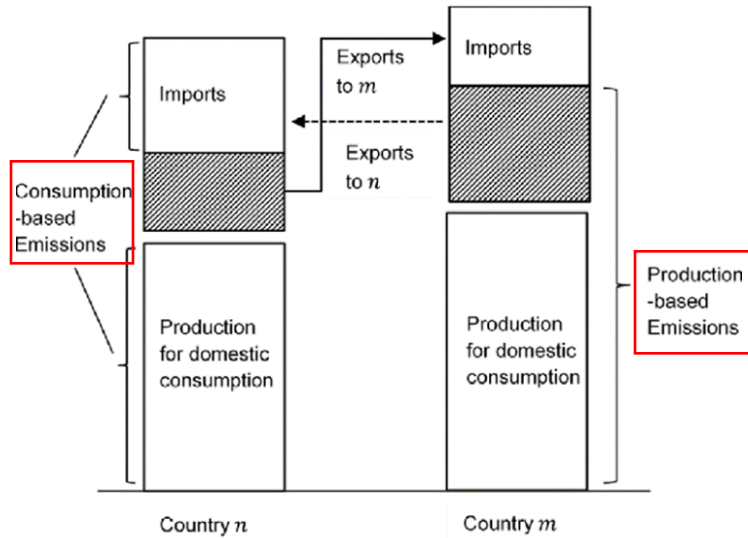 Imports
Exports
to m
Imports
Exports
to n
Consumption
-based
Emissions
Production
-based
Emissions
Production
for domestic
consumption
Production
for domestic
consumption
Country n
Country m